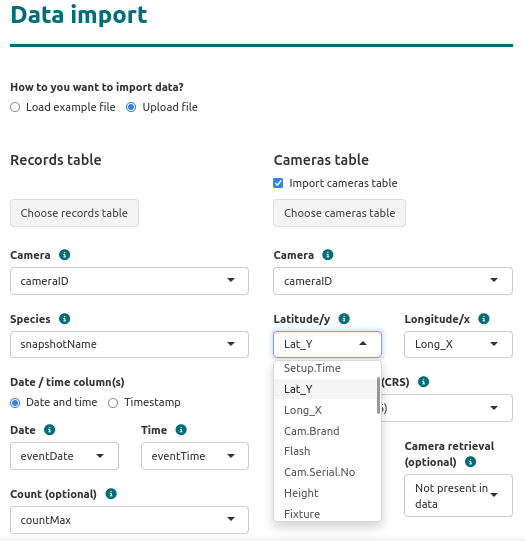 Data import
How to you want to import data?
Load example file
Upload file
Records table
Choose records table
Camera
cameraID
Species
snapshotName
Date / time column(s)
Date and time
Timestamp
Date
eventDate
Time
eventTime
Count (optional)
countMax
Cameras table
Import cameras table
Choose cameras table
Camera
cameraID
Latitude/y
Lat_Y
Longitude/x
Long_X
Setup.Time
Lat_Y
Long_X
Cam.Brand
Flash
Cam.Serial.No
Height
Fixture
(CRS)
Camera retrieval
(optional)
Not present in
data